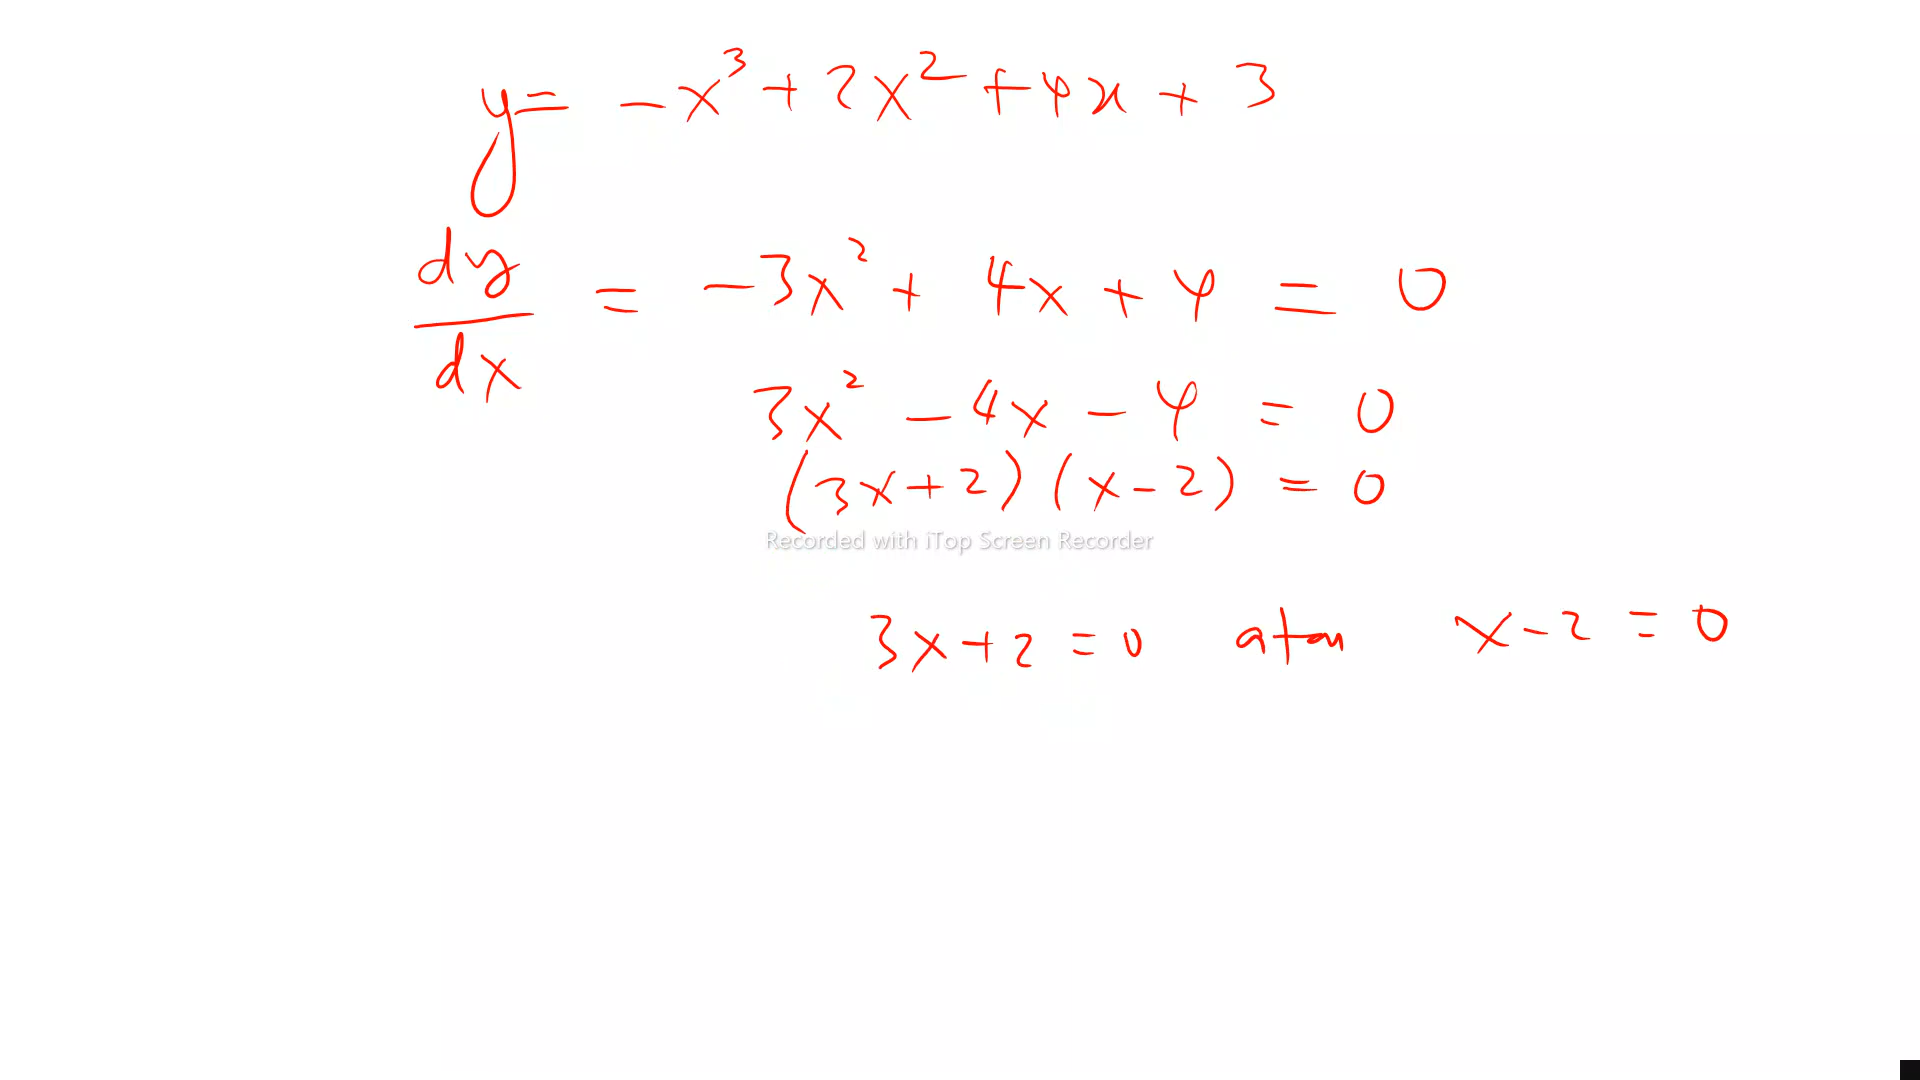 y = -x³ + 2x² + 4x + 3
dy/dx = -3x² + 4x + 4 = 0
3x² - 4x - 4 = 0
(3x+2)(x-2) = 0
Recorded with iTop Screen Recorder
3x+2 = 0 atau x-2 = 0